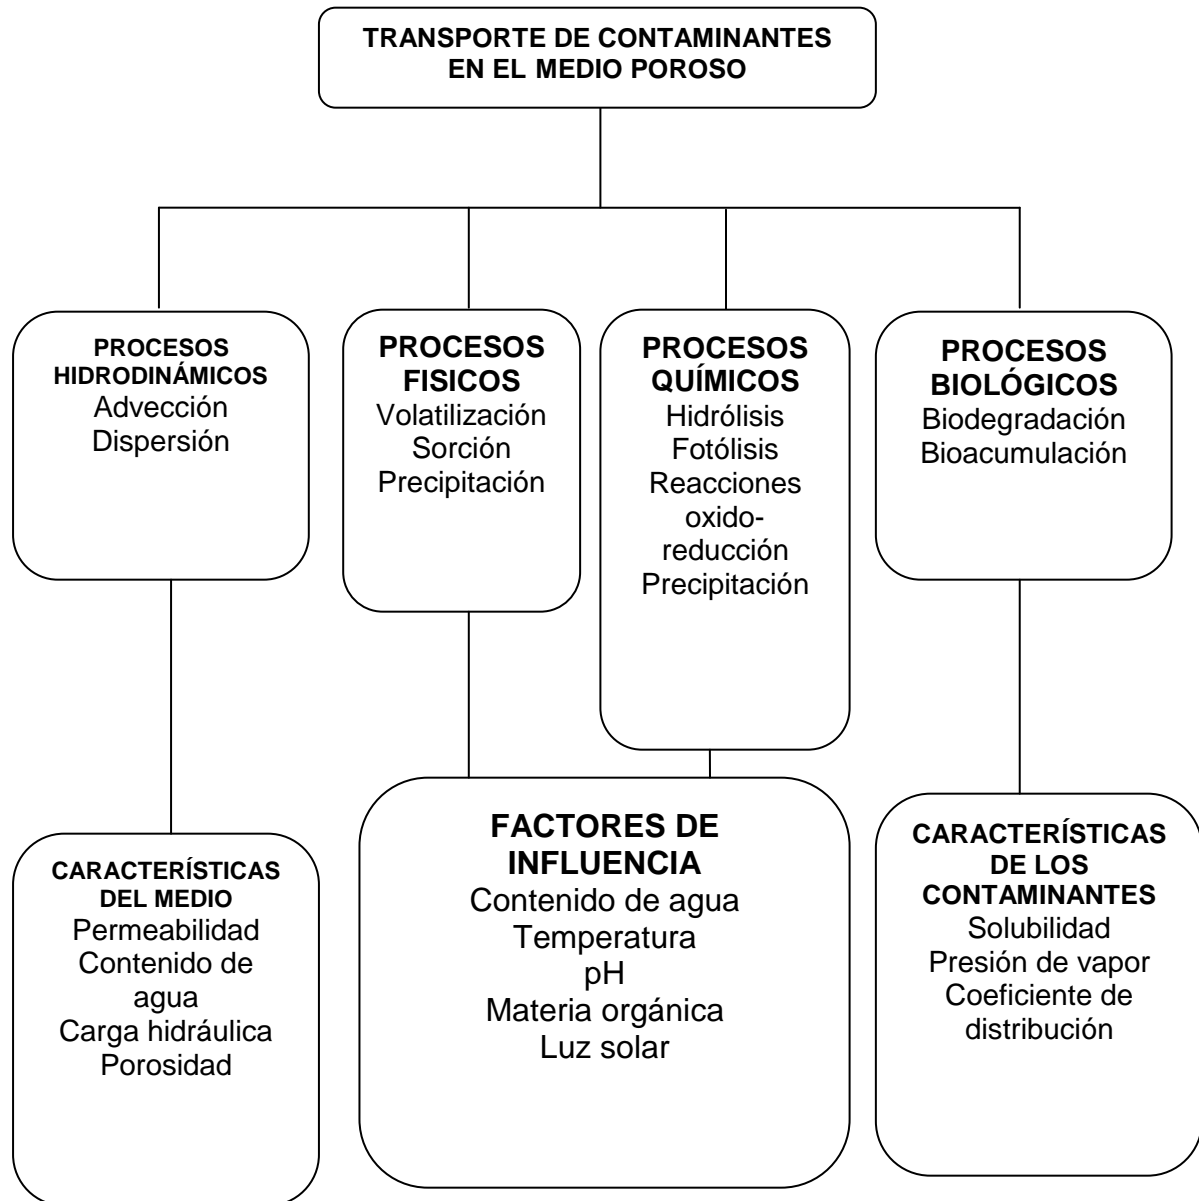 TRANSPORTE DE CONTAMINANTES
EN EL MEDIO POROSO
PROCESOS
HIDRODINÁMICOS
Advección
Dispersión
PROCESOS
FISICOS
Volatilización
Sorción
Precipitación
PROCESOS
QUÍMICOS
Hidrólisis
Fotólisis
Reacciones
oxido-
reducción
Precipitación
PROCESOS
BIOLÓGICOS
Biodegradación
Bioacumulación
CARACTERÍSTICAS
DEL MEDIO
Permeabilidad
Contenido de
agua
Carga hidráulica
Porosidad
FACTORES DE
INFLUENCIA
Contenido de agua
Temperatura
pH
Materia orgánica
Luz solar
CARACTERÍSTICAS
DE LOS
CONTAMINANTES
Solubilidad
Presión de vapor
Coeficiente de
distribución